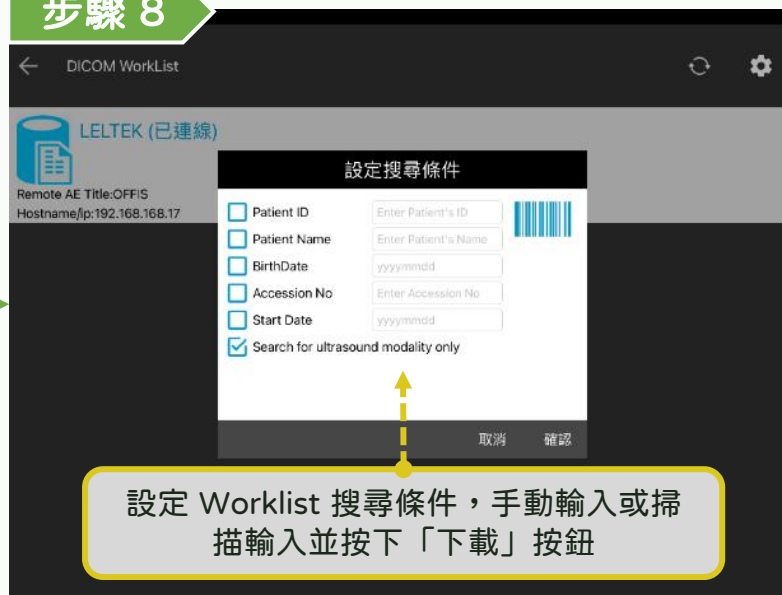 步驟 8
DICOM WorkList
LELTEK (已連線)
Remote AE Title:OFFIS
Hostname/ip:192.168.168.17
設定搜尋條件
Patient ID Enter Patient's ID
Patient Name Enter Patient's Name
BirthDate yyyymmdd
Accession No Enter Accession No
Start Date yyyymmdd
Search for ultrasound modality only
取消 確認
設定 Worklist 搜尋條件，手動輸入或掃
描輸入並按下「下載」按鈕